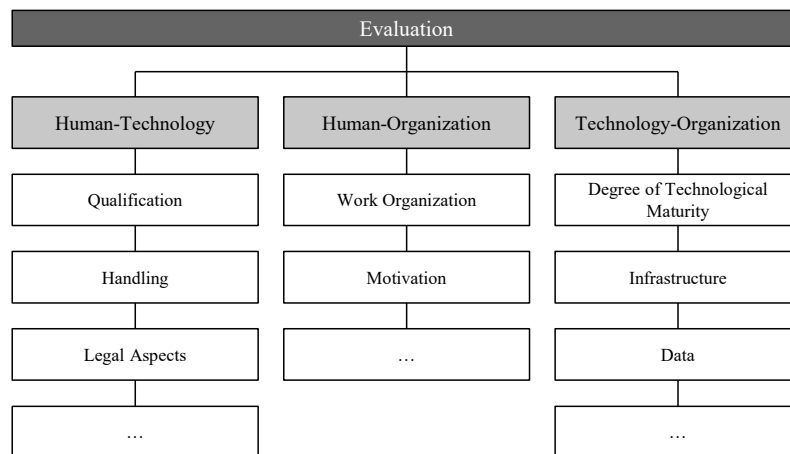 Evaluation
Human-Technology
Human-Organization
Technology-Organization
Qualification
Work Organization
Degree of Technological
Maturity
Handling
Motivation
Infrastructure
Legal Aspects
…
Data
…
…